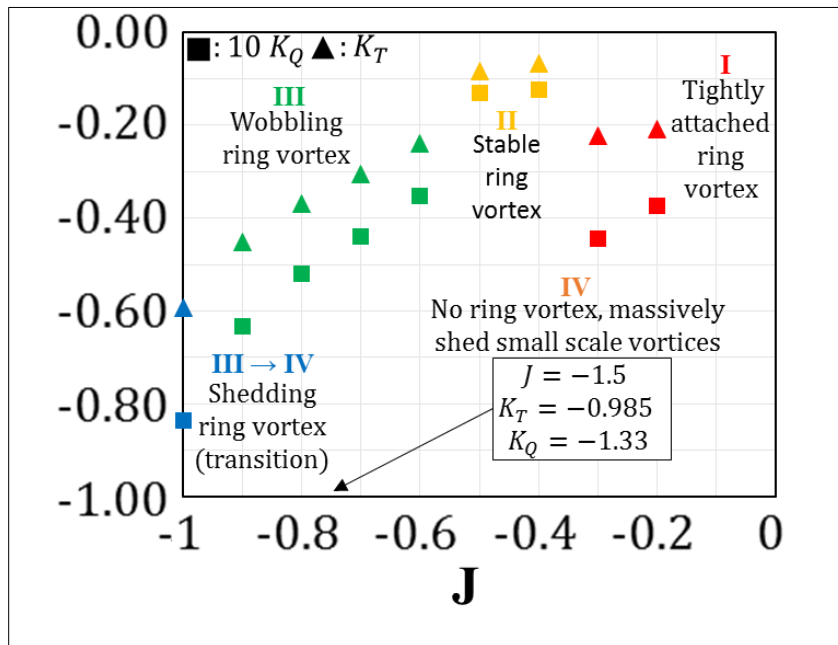 0.00
■: 10 K_Q ▲: K_T
I
Tightly
attached
ring
vortex
III
Wobbling
ring vortex
-0.20
II
Stable
ring
vortex
-0.40
IV
No ring vortex, massively
shed small scale vortices
-0.60
III → IV
Shedding
ring vortex
(transition)
J = −1.5
K_T = −0.985
K_Q = −1.33
-0.80
-1.00
-1 -0.8 -0.6 -0.4 -0.2 0
J